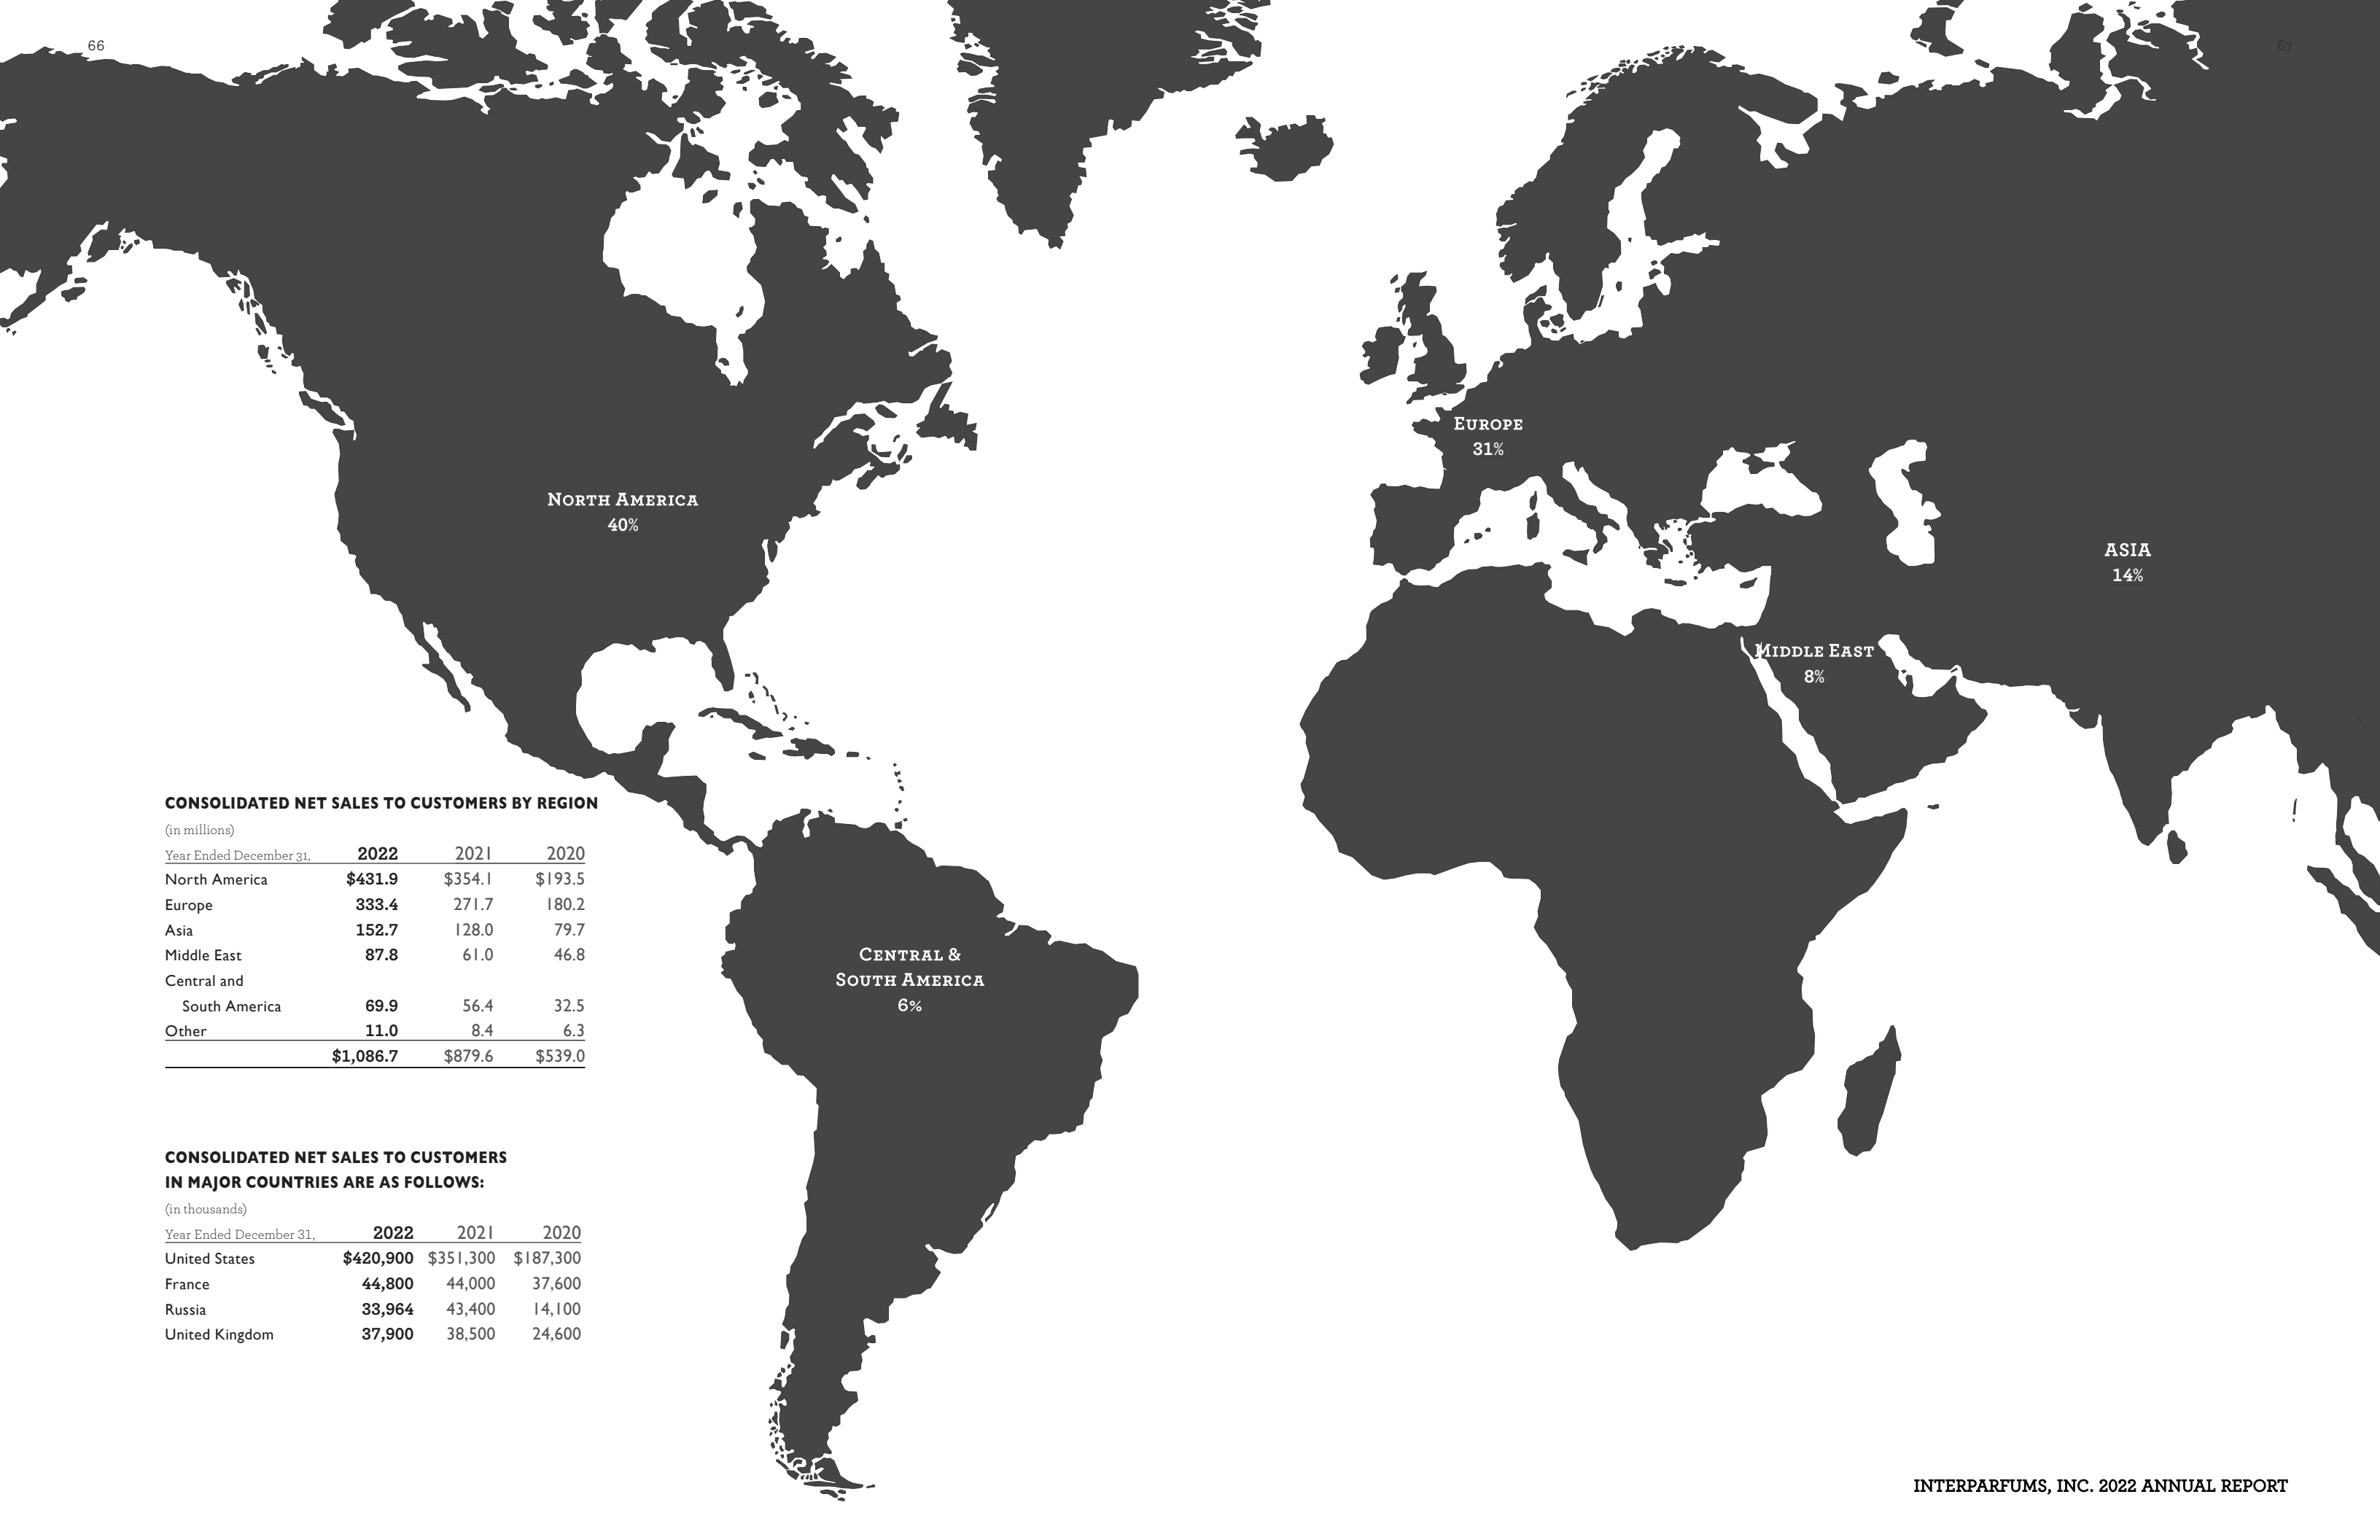 66
67
EUROPE
31%
NORTH AMERICA
40%
ASIA
14%
MIDDLE EAST
8%
CENTRAL &
SOUTH AMERICA
6%
CONSOLIDATED NET SALES TO CUSTOMERS BY REGION
(in millions)
Year Ended December 31, 2022 2021 2020
North America $431.9 $354.1 $193.5
Europe 333.4 271.7 180.2
Asia 152.7 128.0 79.7
Middle East 87.8 61.0 46.8
Central and
South America 69.9 56.4 32.5
Other 11.0 8.4 6.3
$1,086.7 $879.6 $539.0
CONSOLIDATED NET SALES TO CUSTOMERS
IN MAJOR COUNTRIES ARE AS FOLLOWS:
(in thousands)
Year Ended December 31, 2022 2021 2020
United States $420,900 $351,300 $187,300
France 44,800 44,000 37,600
Russia 33,964 43,400 14,100
United Kingdom 37,900 38,500 24,600
INTERPARFUMS, INC. 2022 ANNUAL REPORT